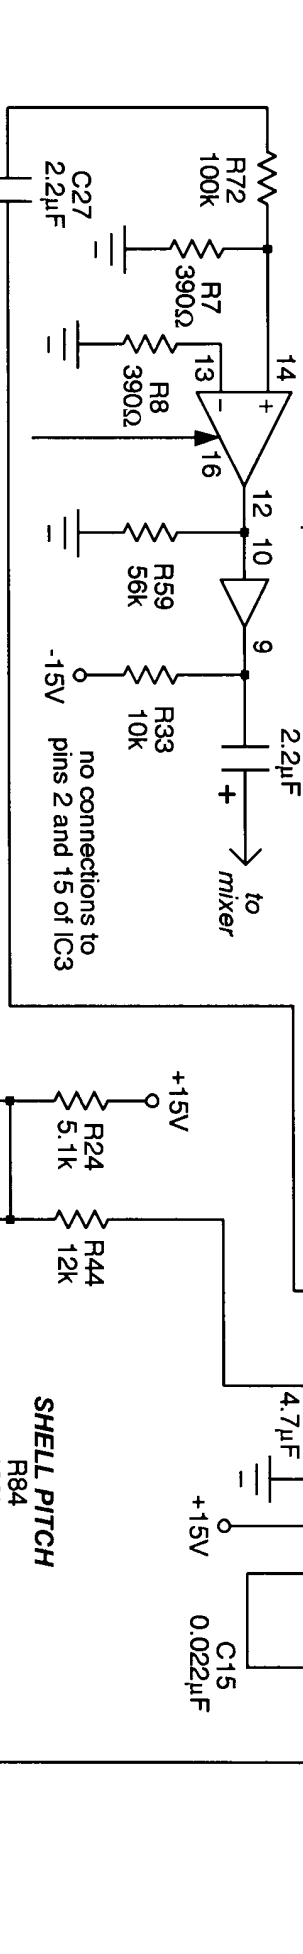 R72
100k
C27
2.2µF
R7
390Ω
14
13
R8
390Ω
+
-
16
12
10
R59
56k
9
R33
10k
-15V
2.2µF
+
to
mixer
no connections to
pins 2 and 15 of IC3
+15V
R24
5.1k
R44
12k
4.7µF
SHELL PITCH
R84
+15V
C15
0.022µF